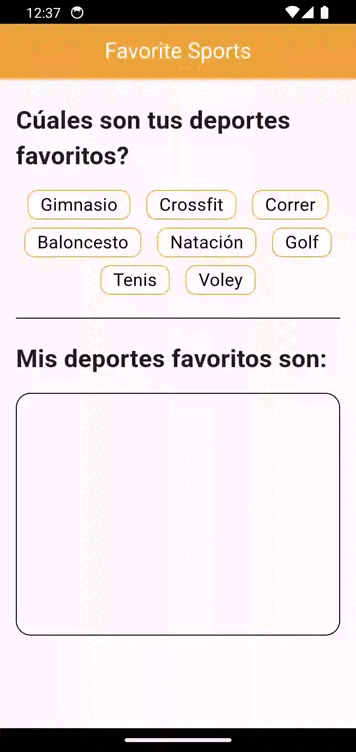 12:37
Favorite Sports
Cúales son tus deportes
favoritos?
Gimnasio Crossfit Correr
Baloncesto Natación Golf
Tenis Voley
Mis deportes favoritos son: